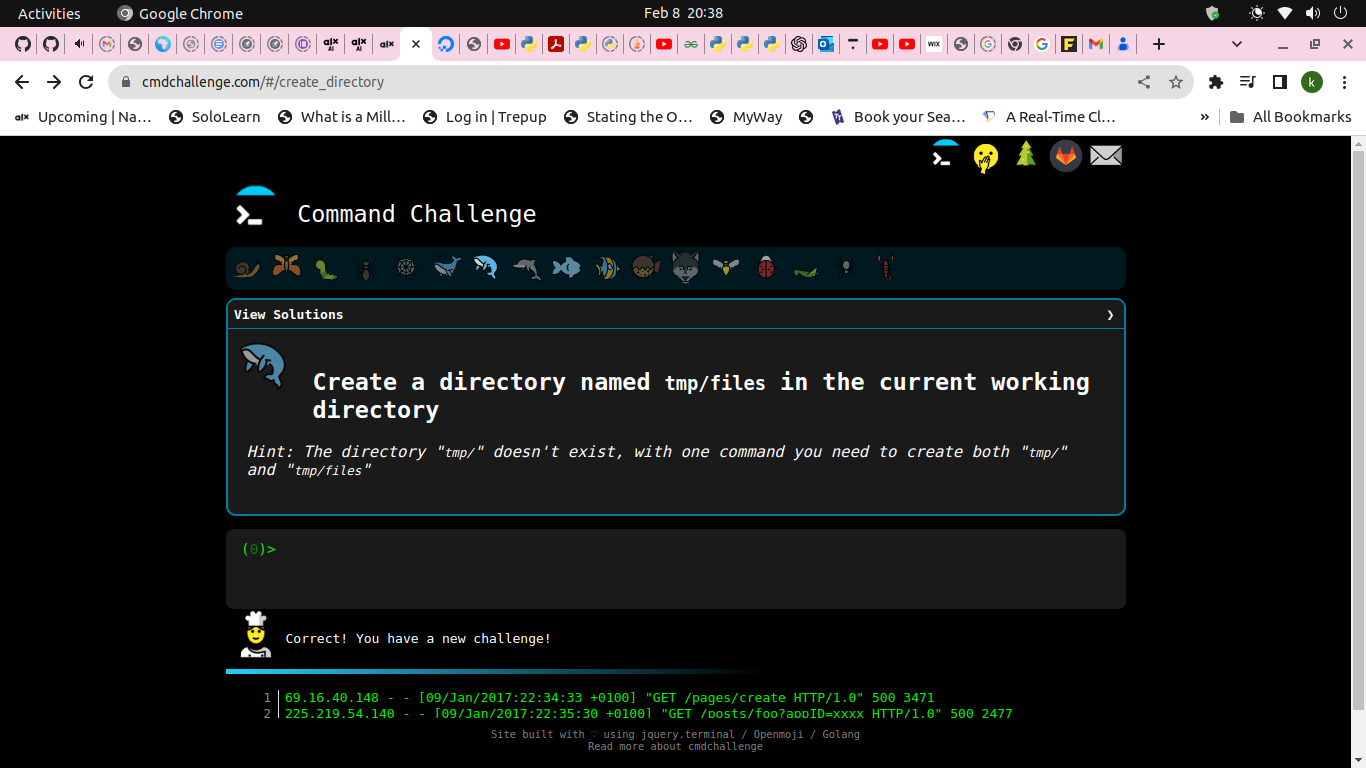 Activities Google Chrome Feb 8 20:38
cmdchallenge.com/#/create_directory k
Upcoming | Na… SoloLearn What is a Mill… Log in | Trepup Stating the O… MyWay Book your Sea… A Real-Time Cl… » All Bookmarks
Command Challenge
View Solutions ❯
Create a directory named tmp/files in the current working
directory
Hint: The directory "tmp/" doesn't exist, with one command you need to create both "tmp/"
and "tmp/files"
(0)>
Correct! You have a new challenge!
1 69.16.40.148 - - [09/Jan/2017:22:34:33 +0100] "GET /pages/create HTTP/1.0" 500 3471
2 225.219.54.140 - - [09/Jan/2017:22:35:30 +0100] "GET /posts/foo?appID=xxxx HTTP/1.0" 500 2477
Site built with ♡ using jquery.terminal / Openmoji / Golang
Read more about cmdchallenge